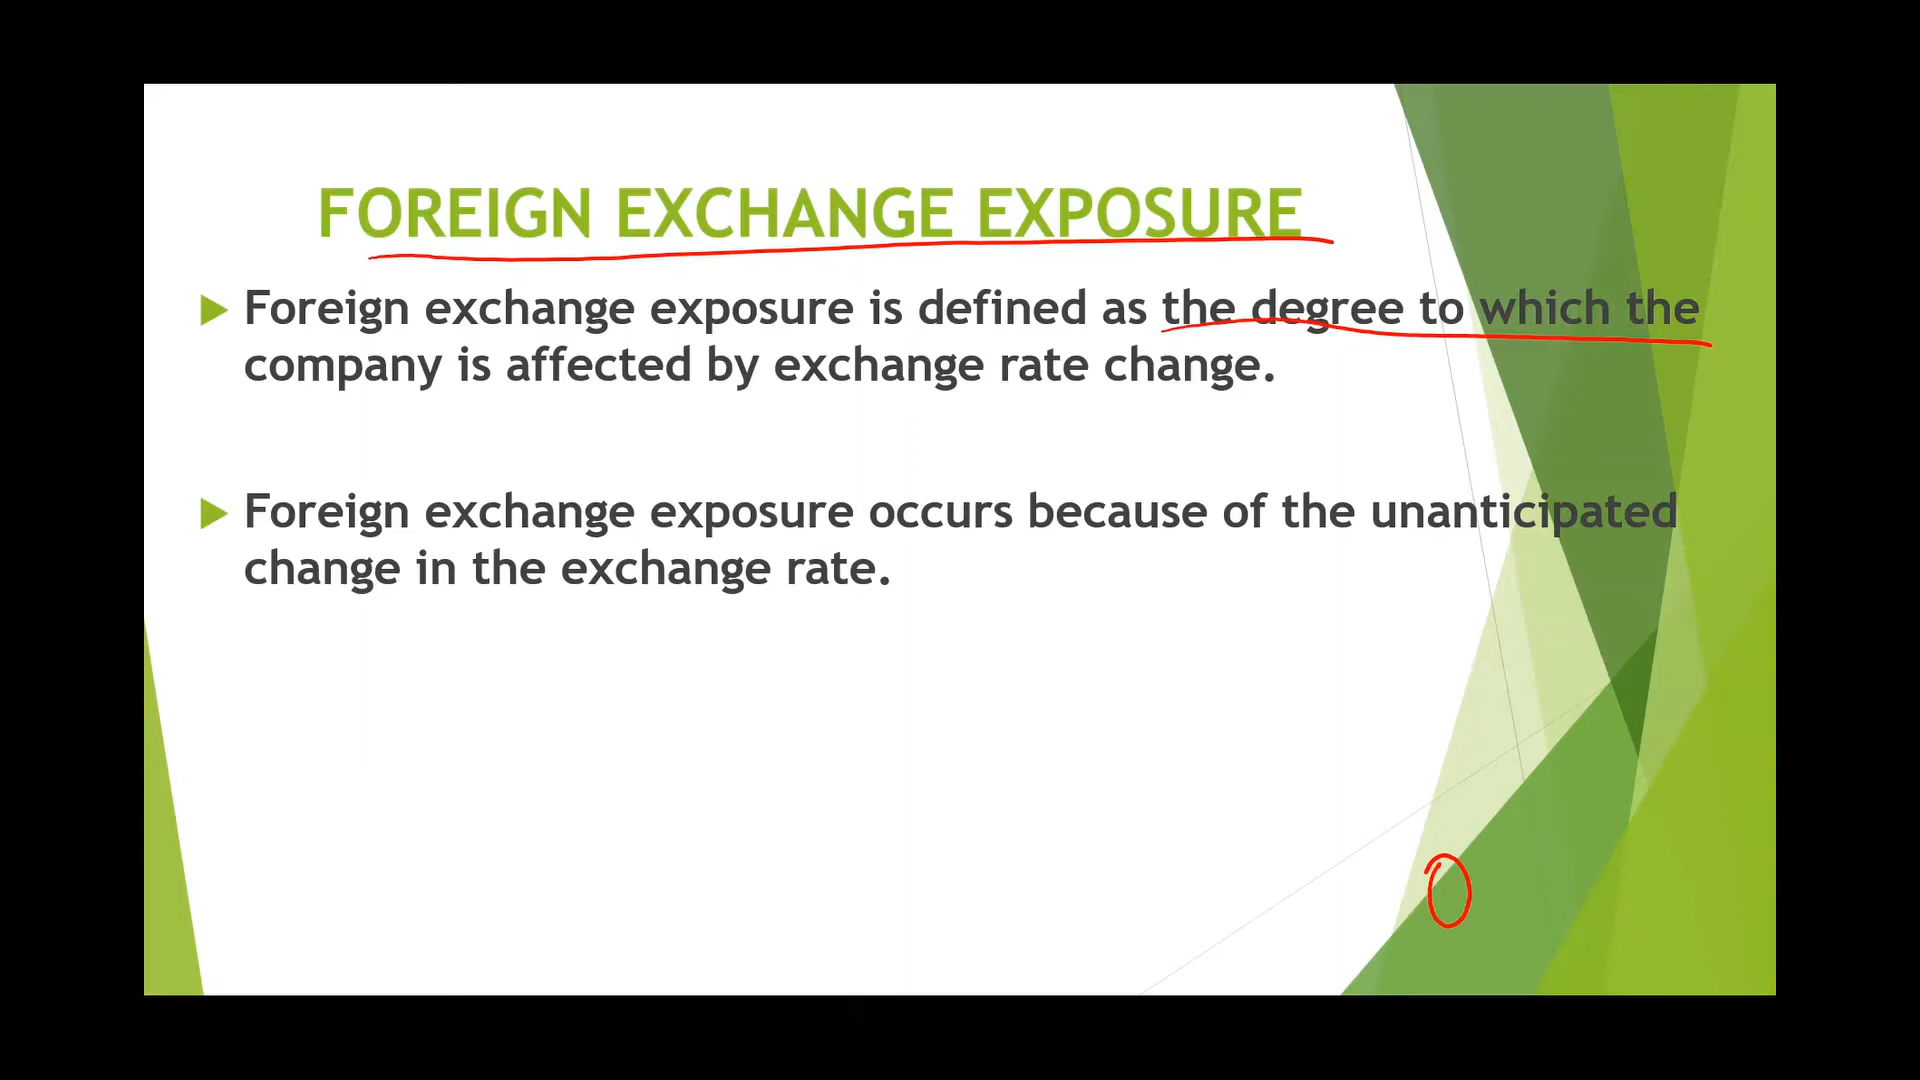 FOREIGN EXCHANGE EXPOSURE
Foreign exchange exposure is defined as the degree to which the
company is affected by exchange rate change.
Foreign exchange exposure occurs because of the unanticipated
change in the exchange rate.